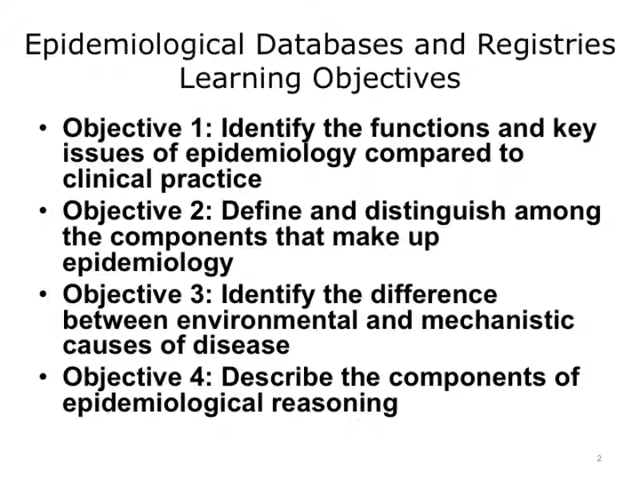 Epidemiological Databases and Registries
Learning Objectives
• Objective 1: Identify the functions and key
issues of epidemiology compared to
clinical practice
• Objective 2: Define and distinguish among
the components that make up
epidemiology
• Objective 3: Identify the difference
between environmental and mechanistic
causes of disease
• Objective 4: Describe the components of
epidemiological reasoning
2